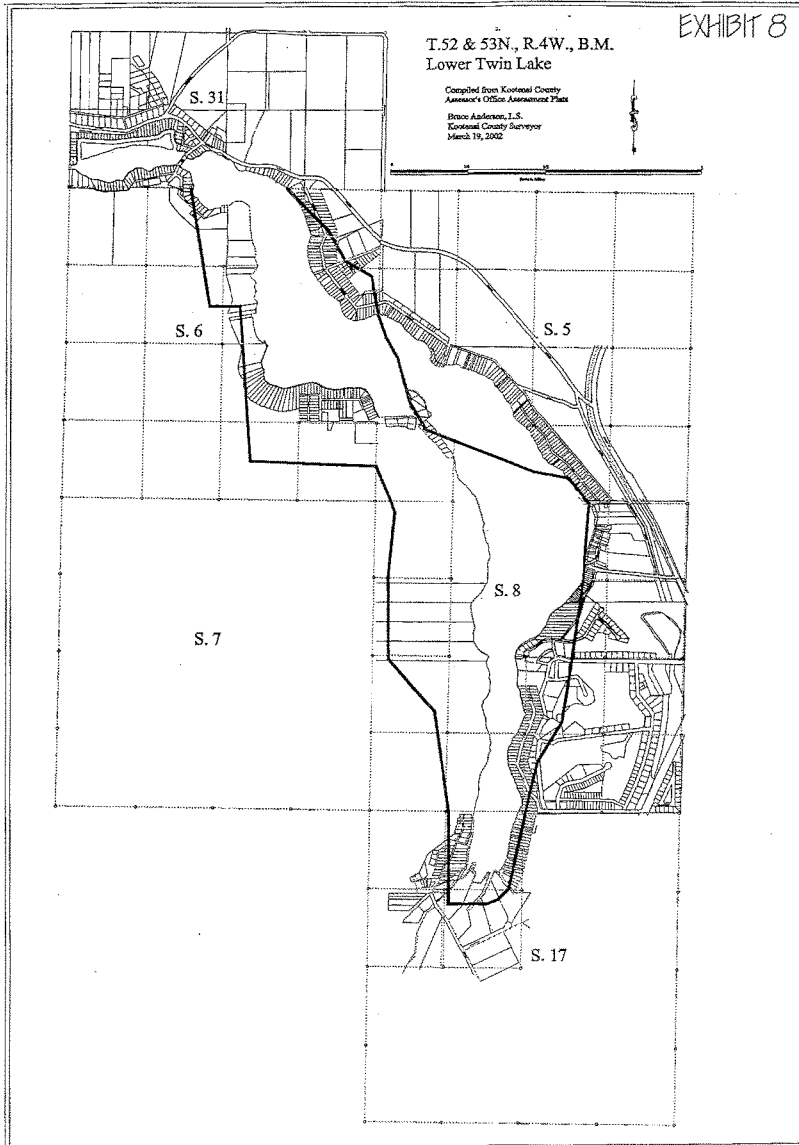 EXHIBIT 8
T.52 & 53N., R.4W., B.M.
Lower Twin Lake
Compiled from Kootenai County
Assessor's Office Assessment Plats
Bruce Anderson, L.S.
Kootenai County Surveyor
March 19, 2002
S. 31
S. 6
S. 5
S. 8
S. 7
S. 17